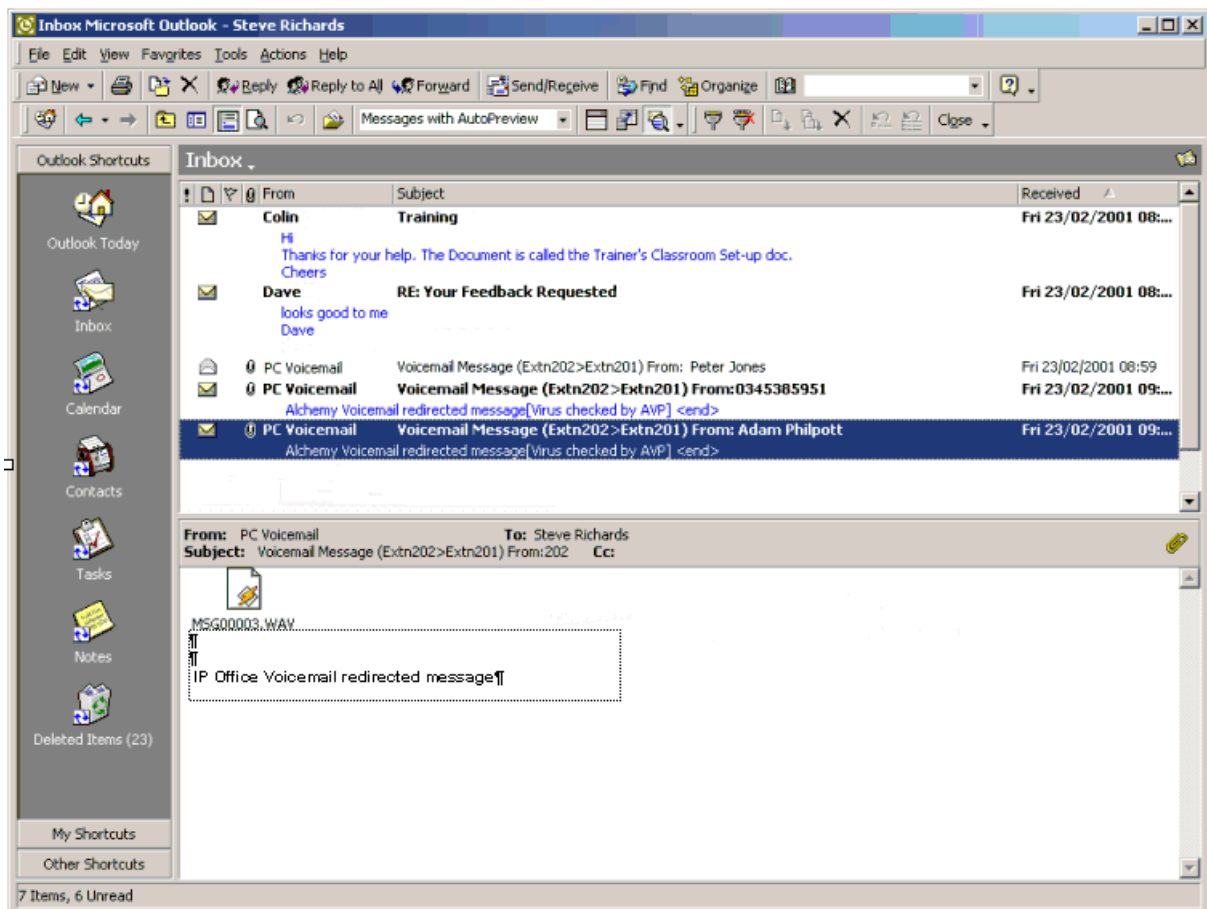 Inbox Microsoft Outlook - Steve Richards
File Edit View Favorites Tools Actions Help
New Reply Reply to All Forward Send/Receive Find Organize
Messages with AutoPreview Close
Outlook Shortcuts
Outlook Today
Inbox
Calendar
Contacts
Tasks
Notes
Deleted Items (23)
My Shortcuts
Other Shortcuts
Inbox
! From Subject Received
Colin Training Fri 23/02/2001 08:...
Hi
Thanks for your help. The Document is called the Trainer's Classroom Set-up doc.
Cheers
Dave RE: Your Feedback Requested Fri 23/02/2001 08:...
looks good to me
Dave
PC Voicemail Voicemail Message (Extn202>Extn201) From: Peter Jones Fri 23/02/2001 08:59
PC Voicemail Voicemail Message (Extn202>Extn201) From:0345385951 Fri 23/02/2001 09:...
Alchemy Voicemail redirected message[Virus checked by AVP] <end>
PC Voicemail Voicemail Message (Extn202>Extn201) From: Adam Philpott Fri 23/02/2001 09:...
Alchemy Voicemail redirected message[Virus checked by AVP] <end>
From: PC Voicemail To: Steve Richards
Subject: Voicemail Message (Extn202>Extn201) From:202 Cc:
MSG00003.WAV
¶
¶
IP Office Voicemail redirected message¶
7 Items, 6 Unread